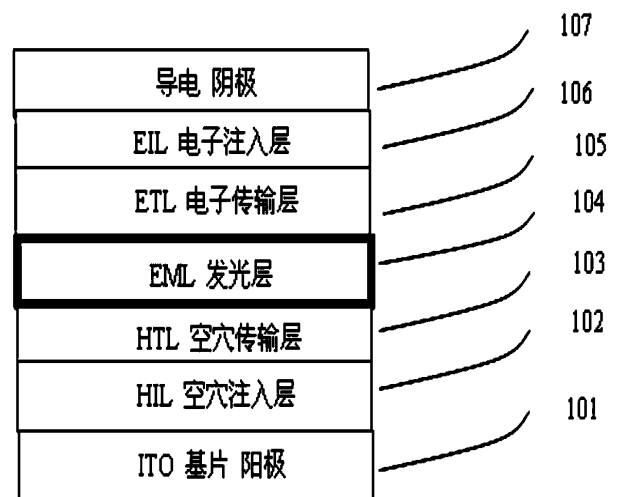 107
导电 阴极
106
EIL 电子注入层
105
ETL 电子传输层
104
EML 发光层
103
HTL 空穴传输层
102
HIL 空穴注入层
101
ITO 基片 阳极